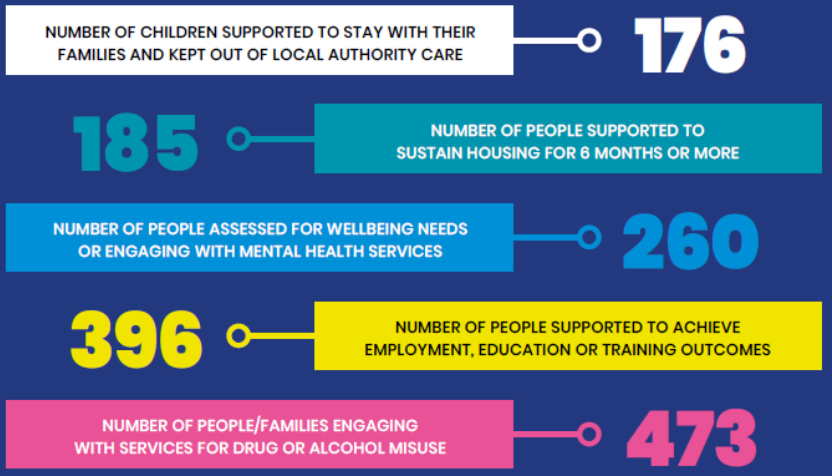 NUMBER OF CHILDREN SUPPORTED TO STAY WITH THEIR
FAMILIES AND KEPT OUT OF LOCAL AUTHORITY CARE
176
185
NUMBER OF PEOPLE SUPPORTED TO
SUSTAIN HOUSING FOR 6 MONTHS OR MORE
NUMBER OF PEOPLE ASSESSED FOR WELLBEING NEEDS
OR ENGAGING WITH MENTAL HEALTH SERVICES
260
396
NUMBER OF PEOPLE SUPPORTED TO ACHIEVE
EMPLOYMENT, EDUCATION OR TRAINING OUTCOMES
NUMBER OF PEOPLE/FAMILIES ENGAGING
WITH SERVICES FOR DRUG OR ALCOHOL MISUSE
473